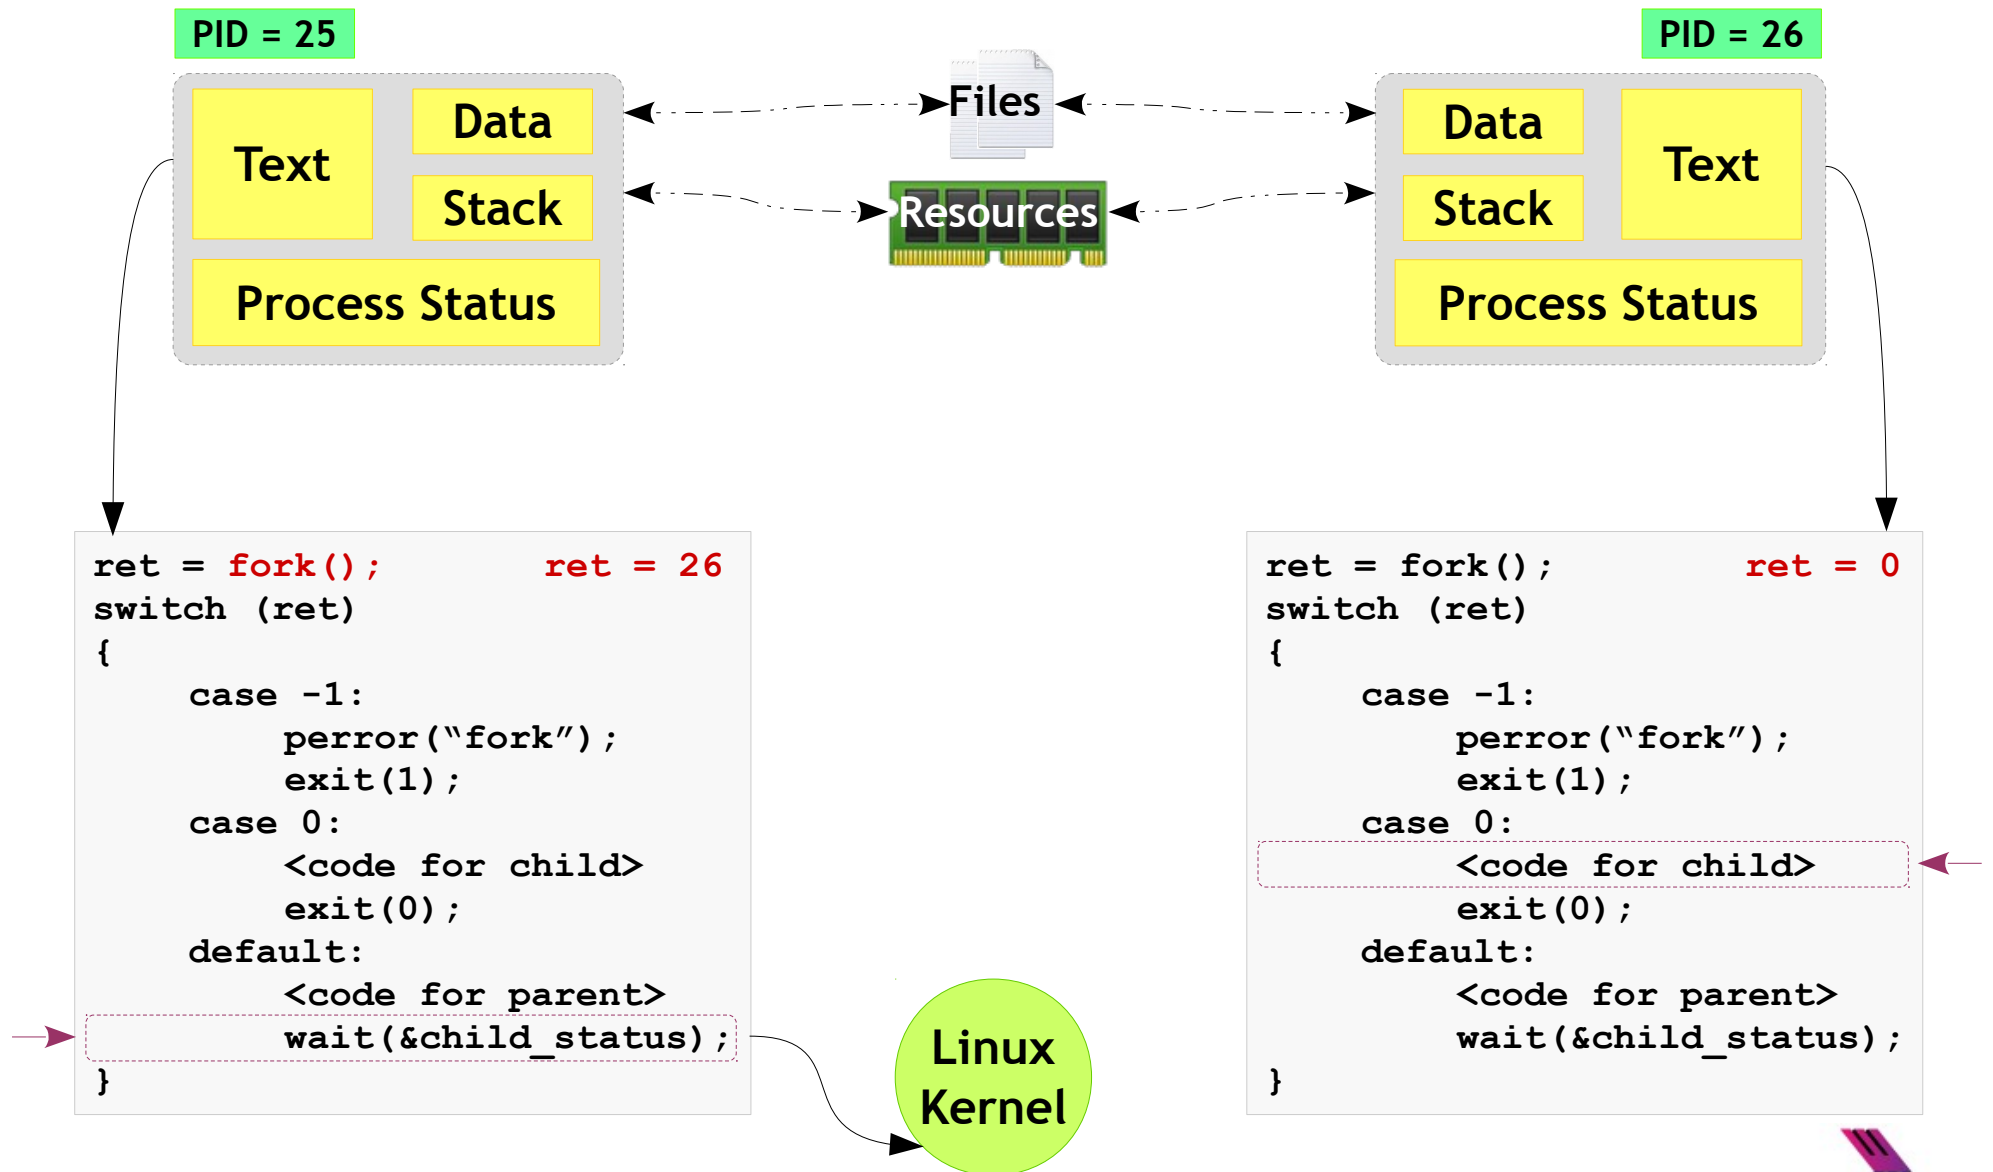 PID = 25
PID = 26
Text
Data
Stack
Process Status
Files
Resources
Data
Stack
Text
Process Status
ret = fork(); ret = 26
switch (ret)
{
case -1:
perror(“fork”);
exit(1);
case 0:
<code for child>
exit(0);
default:
<code for parent>
wait(&child_status);
}
Linux
Kernel
ret = fork(); ret = 0
switch (ret)
{
case -1:
perror(“fork”);
exit(1);
case 0:
<code for child>
exit(0);
default:
<code for parent>
wait(&child_status);
}